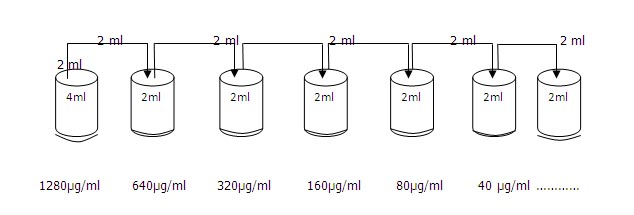 2 ml 2 ml 2 ml 2 ml 2 ml
2 ml
4ml 2ml 2ml 2ml 2ml 2ml 2ml
1280µg/ml 640µg/ml 320µg/ml 160µg/ml 80µg/ml 40 µg/ml ............